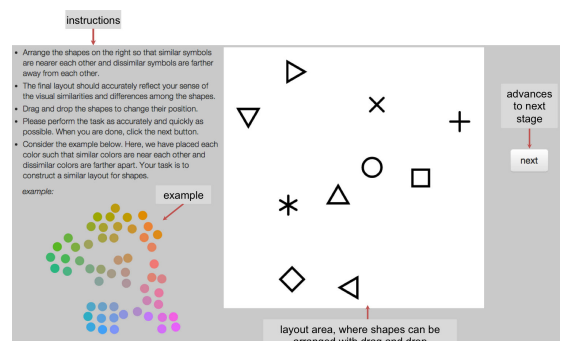 instructions
• Arrange the shapes on the right so that similar symbols
are nearer each other and dissimilar symbols are farther
away from each other.
• The final layout should accurately reflect your sense of
the visual similarities and differences among the shapes.
• Drag and drop the shapes to change their position.
• Please perform the task as accurately and quickly as
possible. When you are done, click the next button.
• Consider the example below. Here, we have placed each
color such that similar colors are near each other and
dissimilar colors are farther apart. Your task is to
construct a similar layout for shapes.
example:
example
advances
to next
stage
next
layout area, where shapes can be
arranged with drag and drop